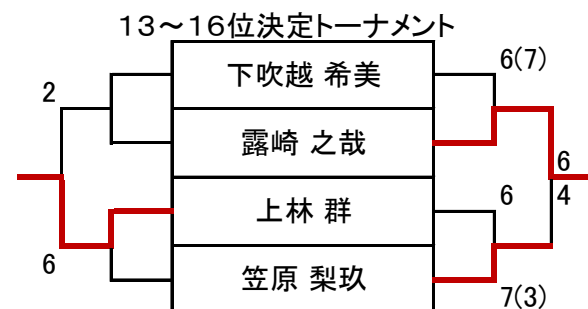 13～16位決定トーナメント
6(7)
下吹越 希美
2
露崎 之哉
6
4
上林 群
6
6
笠原 梨玖
7(3)